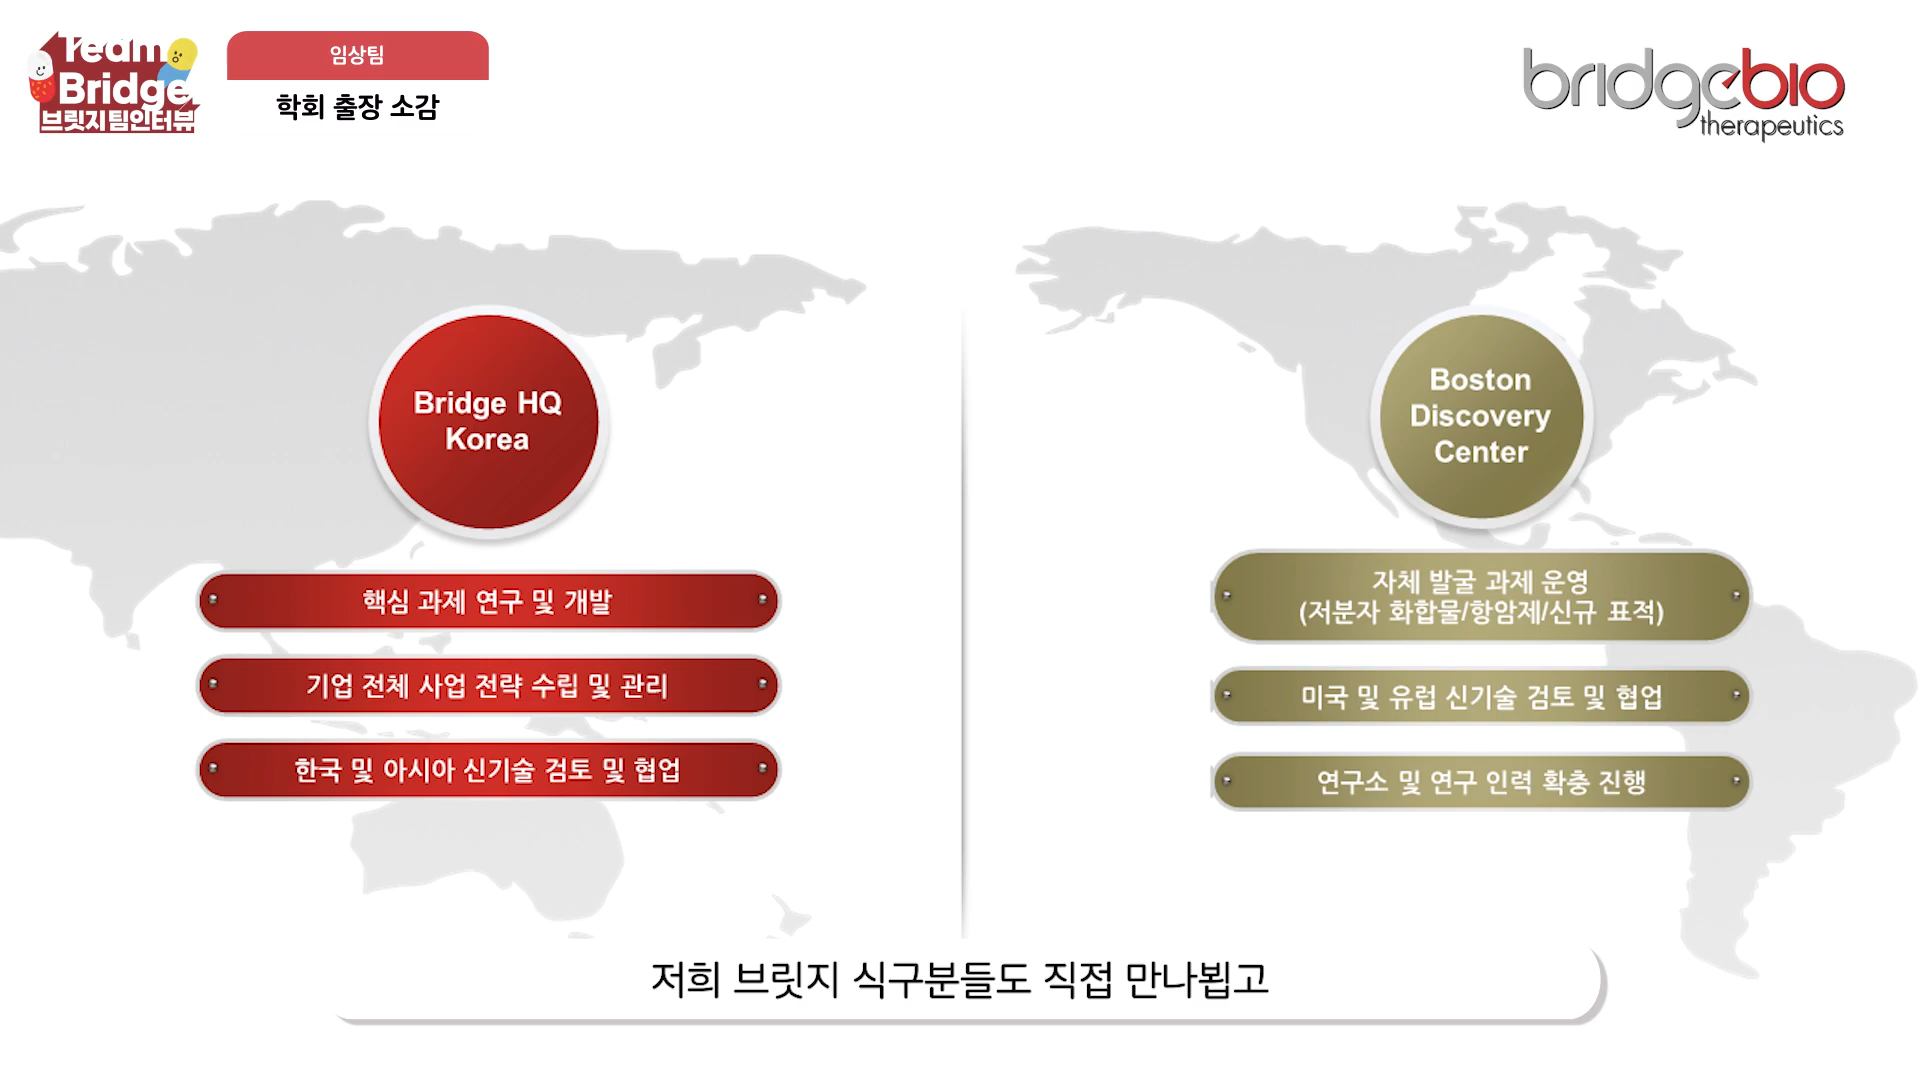 Team
Bridge
브릿지팀인터뷰
임상팀
학회 출장 소감
bridgebio
therapeutics
Bridge HQ
Korea
핵심 과제 연구 및 개발
기업 전체 사업 전략 수립 및 관리
한국 및 아시아 신기술 검토 및 협업
Boston
Discovery
Center
자체 발굴 과제 운영
(저분자 화합물/항암제/신규 표적)
미국 및 유럽 신기술 검토 및 협업
연구소 및 연구 인력 확충 진행
저희 브릿지 식구분들도 직접 만나뵙고